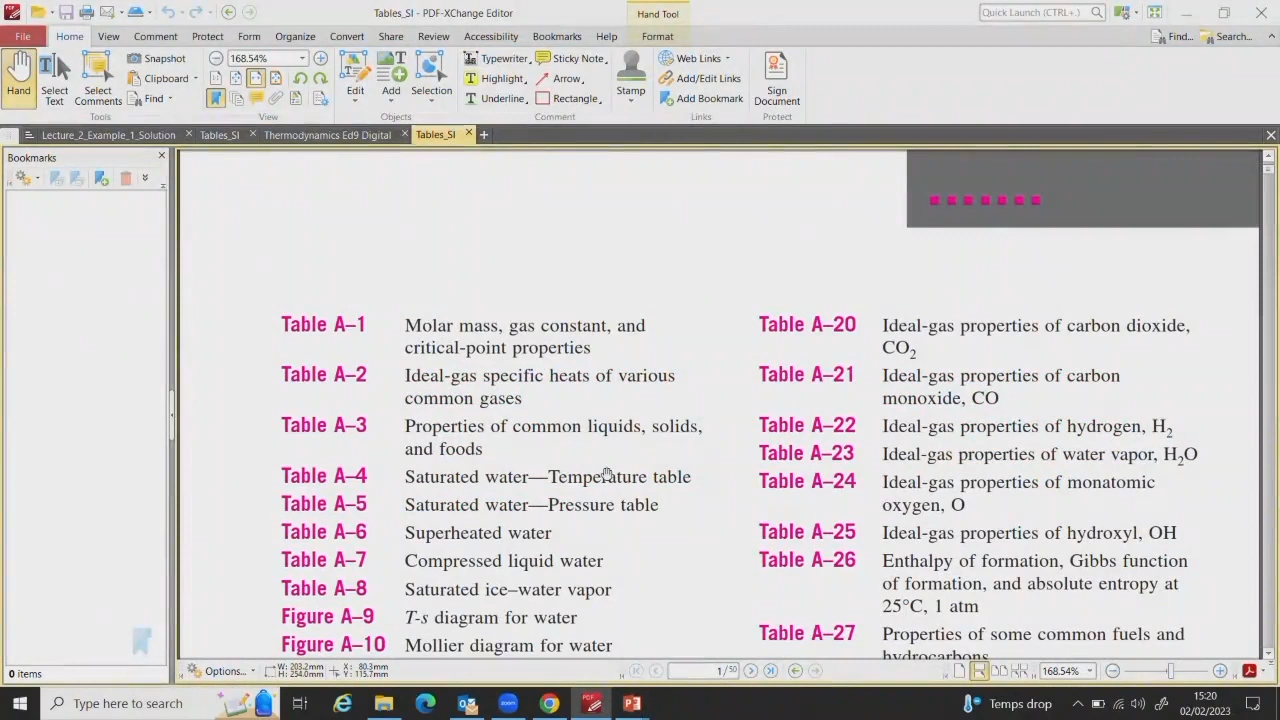 Tables_SI - PDF-XChange Editor
Hand Tool
Quick Launch (CTRL+.)
File
Home
View
Comment
Protect
Form
Organize
Convert
Share
Review
Accessibility
Bookmarks
Help
Format
Find...
Search...
Hand
Select Text
Select Comments
Snapshot
Clipboard
Find
Tools
168.54%
View
Edit
Add
Selection
Objects
Typewriter
Highlight
Underline
Sticky Note
Arrow
Rectangle
Stamp
Comment
Web Links
Add/Edit Links
Add Bookmark
Links
Sign Document
Protect
Lecture_2_Example_1_Solution
Tables_SI
Thermodynamics Ed9 Digital
Tables_SI
Bookmarks
Table A–1 Molar mass, gas constant, and
critical-point properties
Table A–2 Ideal-gas specific heats of various
common gases
Table A–3 Properties of common liquids, solids,
and foods
Table A–4 Saturated water—Temperature table
Table A–5 Saturated water—Pressure table
Table A–6 Superheated water
Table A–7 Compressed liquid water
Table A–8 Saturated ice–water vapor
Figure A–9 T-s diagram for water
Figure A–10 Mollier diagram for water
Table A–20 Ideal-gas properties of carbon dioxide,
CO2
Table A–21 Ideal-gas properties of carbon
monoxide, CO
Table A–22 Ideal-gas properties of hydrogen, H2
Table A–23 Ideal-gas properties of water vapor, H2O
Table A–24 Ideal-gas properties of monatomic
oxygen, O
Table A–25 Ideal-gas properties of hydroxyl, OH
Table A–26 Enthalpy of formation, Gibbs function
of formation, and absolute entropy at
25°C, 1 atm
Table A–27 Properties of some common fuels and
hydrocarbons
0 items
Options...
W: 203.2mm
H: 254.0mm
X: 80.3mm
Y: 115.7mm
1 / 50
168.54%
Type here to search
zoom
Temps drop
15:20
02/02/2023